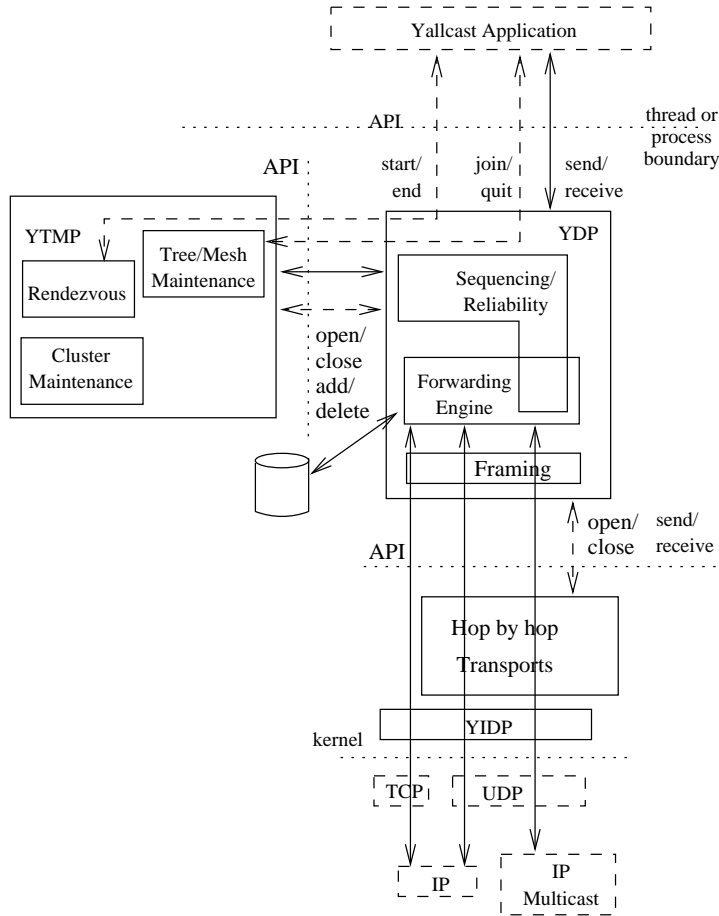 Yallcast Application
API
thread or
process
boundary
API
start/
end
join/
quit
send/
receive
YTMP
Tree/Mesh
Maintenance
Rendezvous
Cluster
Maintenance
YDP
Sequencing/
Reliability
open/
close
add/
delete
Forwarding
Engine
Framing
open/
close
send/
receive
API
Hop by hop
Transports
YIDP
kernel
TCP
UDP
IP
IP
Multicast